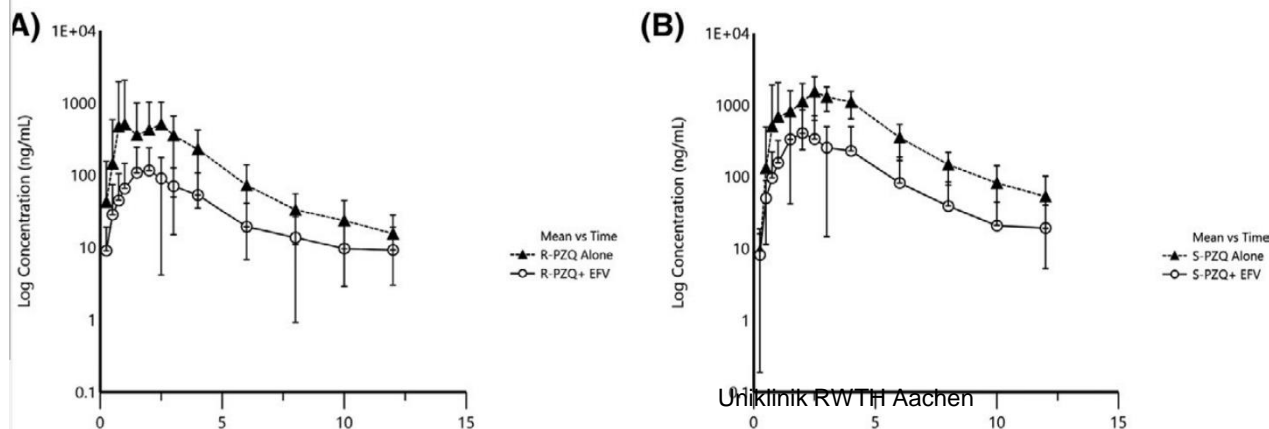 A)
1E+04
1000
100
10
1
0.1
Log Concentration (ng/mL)
0
5
10
15
Mean vs Time
R-PZQ Alone
R-PZQ+ EFV
(B)
1E+04
1000
100
10
1
0.1
Log Concentration (ng/mL)
0
5
10
15
Mean vs Time
S-PZQ Alone
S-PZQ+ EFV
Uniklinik RWTH Aachen